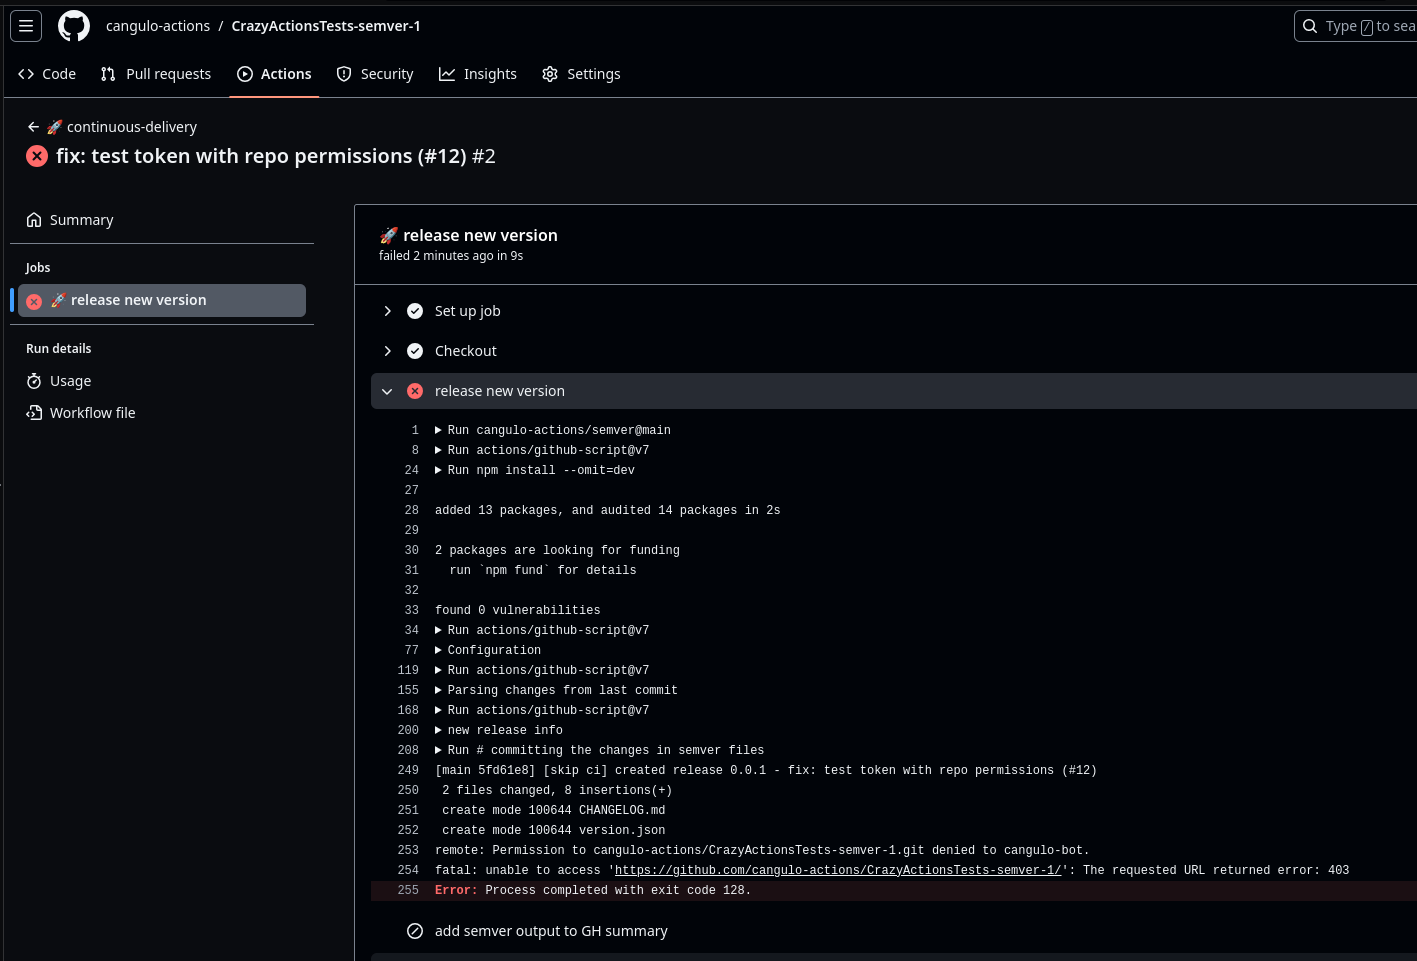 cangulo-actions / CrazyActionsTests-semver-1
Type / to sea
Code Pull requests Actions Security Insights Settings
continuous-delivery
fix: test token with repo permissions (#12) #2
Summary
Jobs
release new version
Run details
Usage
Workflow file
release new version
failed 2 minutes ago in 9s
Set up job
Checkout
release new version
1 Run cangulo-actions/semver@main
8 Run actions/github-script@v7
24 Run npm install --omit=dev
27
28 added 13 packages, and audited 14 packages in 2s
29
30 2 packages are looking for funding
31 run `npm fund` for details
32
33 found 0 vulnerabilities
34 Run actions/github-script@v7
77 Configuration
119 Run actions/github-script@v7
155 Parsing changes from last commit
168 Run actions/github-script@v7
200 new release info
208 Run # committing the changes in semver files
249 [main 5fd61e8] [skip ci] created release 0.0.1 - fix: test token with repo permissions (#12)
250 2 files changed, 8 insertions(+)
251 create mode 100644 CHANGELOG.md
252 create mode 100644 version.json
253 remote: Permission to cangulo-actions/CrazyActionsTests-semver-1.git denied to cangulo-bot.
254 fatal: unable to access 'https://github.com/cangulo-actions/CrazyActionsTests-semver-1/': The requested URL returned error: 403
255 Error: Process completed with exit code 128.
add semver output to GH summary